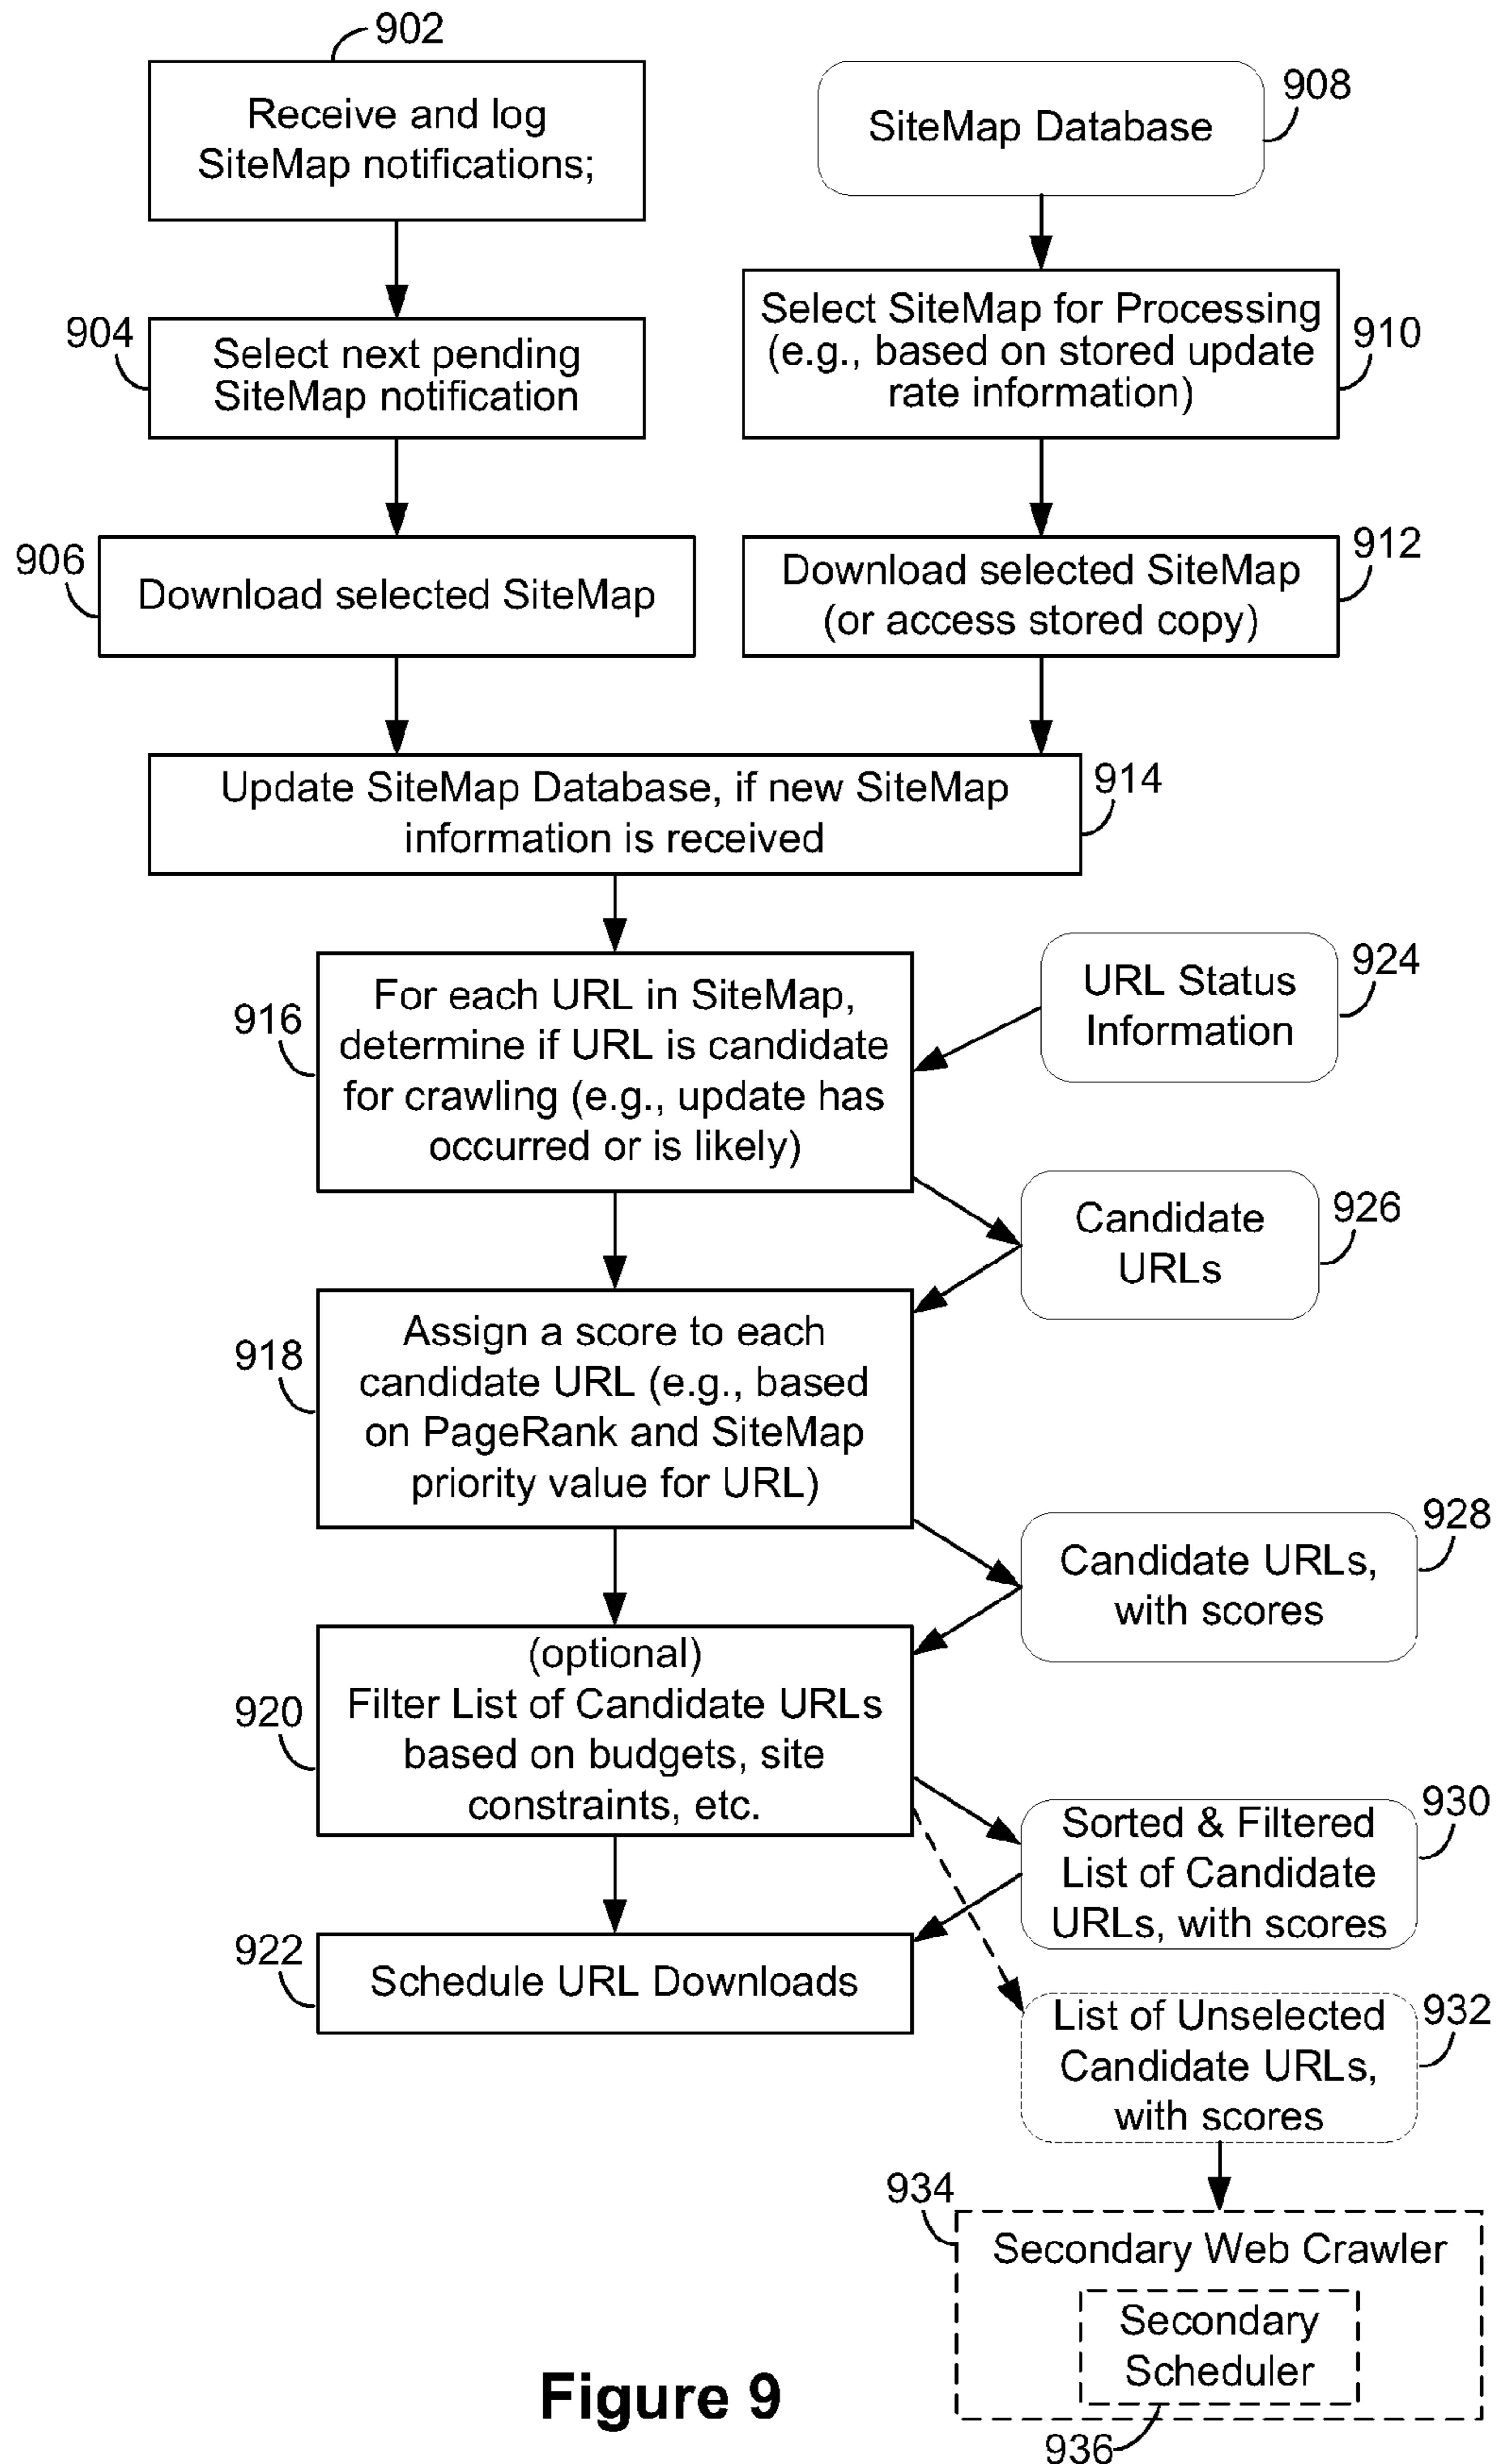 902
Receive and log
SiteMap notifications;
SiteMap Database
908
904
Select next pending
SiteMap notification
Select SiteMap for Processing
(e.g., based on stored update
rate information)
910
906
Download selected SiteMap
Download selected SiteMap
(or access stored copy)
912
Update SiteMap Database, if new SiteMap
information is received
914
916
For each URL in SiteMap,
determine if URL is candidate
for crawling (e.g., update has
occurred or is likely)
URL Status
Information
924
Candidate
URLs
926
918
Assign a score to each
candidate URL (e.g., based
on PageRank and SiteMap
priority value for URL)
Candidate URLs,
with scores
928
920
(optional)
Filter List of Candidate URLs
based on budgets, site
constraints, etc.
Sorted & Filtered
List of Candidate
URLs, with scores
930
922
Schedule URL Downloads
List of Unselected
Candidate URLs,
with scores
932
934
Secondary Web Crawler
Secondary
Scheduler
936
Figure 9